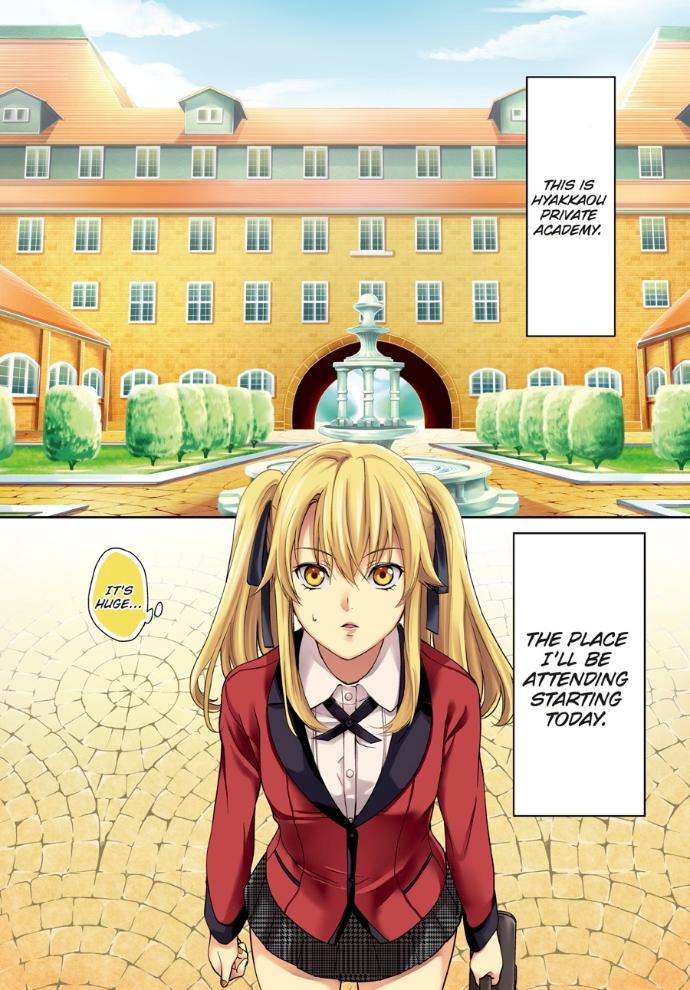 THIS IS
HYAKKAOU
PRIVATE
ACADEMY.
THE PLACE
I'LL BE
ATTENDING
STARTING
TODAY.
IT'S
HUGE...